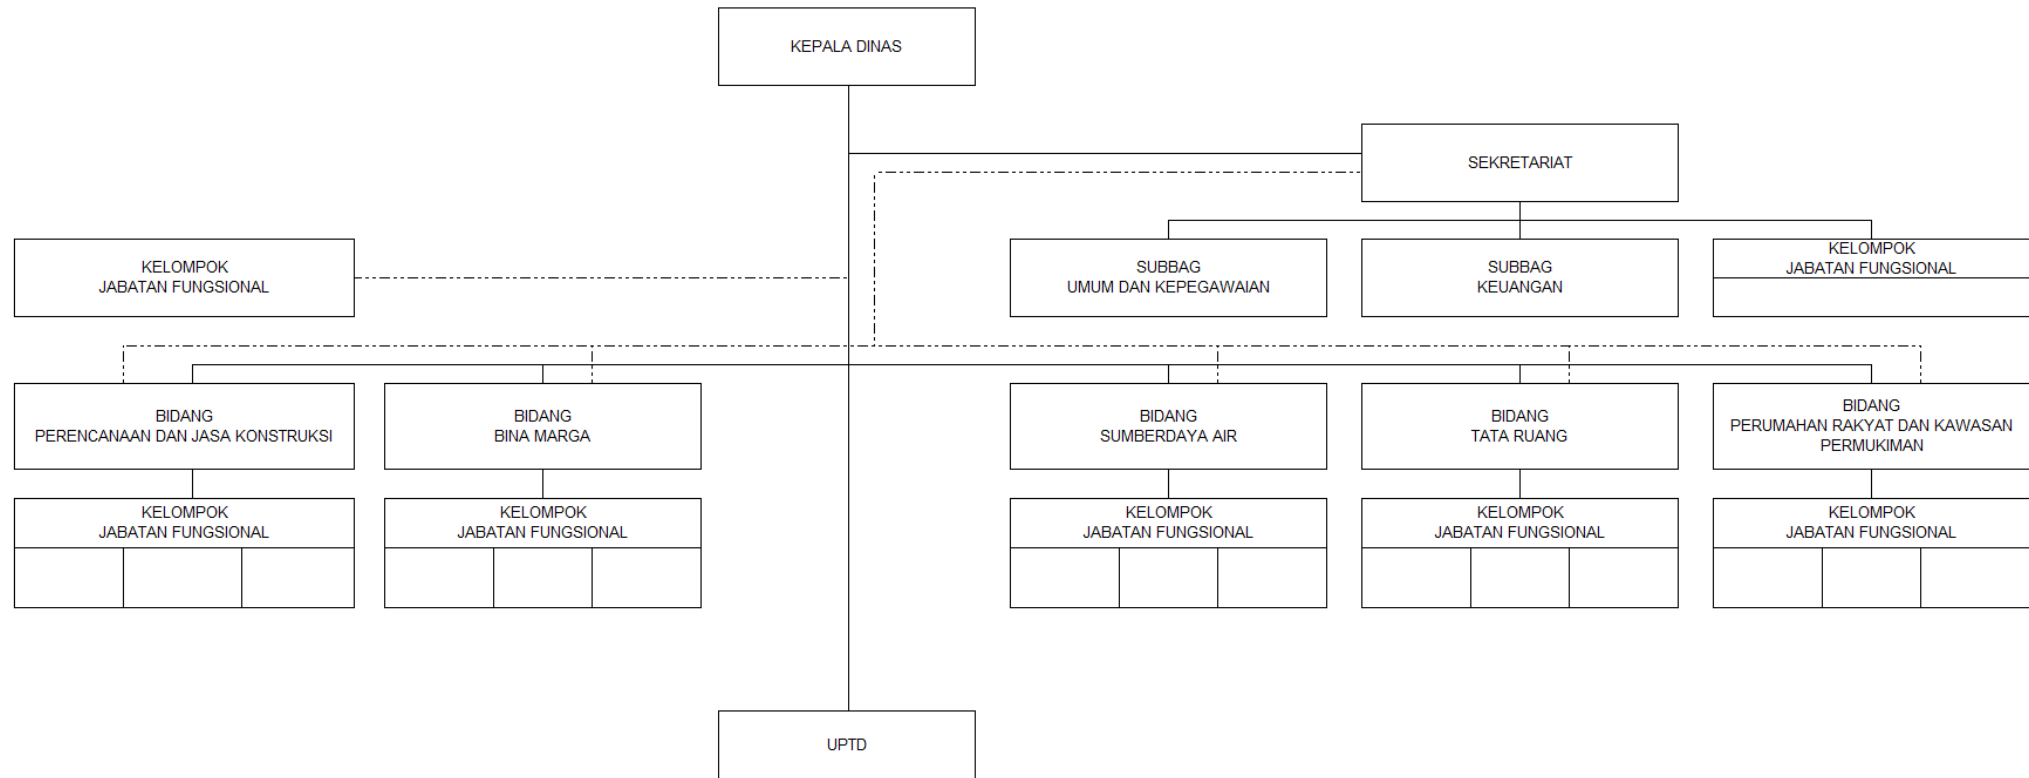 KEPALA DINAS
SEKRETARIAT
KELOMPOK
JABATAN FUNGSIONAL
SUBBAG
UMUM DAN KEPEGAWAIAN
SUBBAG
KEUANGAN
KELOMPOK
JABATAN FUNGSIONAL
BIDANG
PERENCANAAN DAN JASA KONSTRUKSI
BIDANG
BINA MARGA
BIDANG
SUMBERDAYA AIR
BIDANG
TATA RUANG
BIDANG
PERUMAHAN RAKYAT DAN KAWASAN
PERMUKIMAN
KELOMPOK
JABATAN FUNGSIONAL
KELOMPOK
JABATAN FUNGSIONAL
KELOMPOK
JABATAN FUNGSIONAL
KELOMPOK
JABATAN FUNGSIONAL
KELOMPOK
JABATAN FUNGSIONAL
UPTD